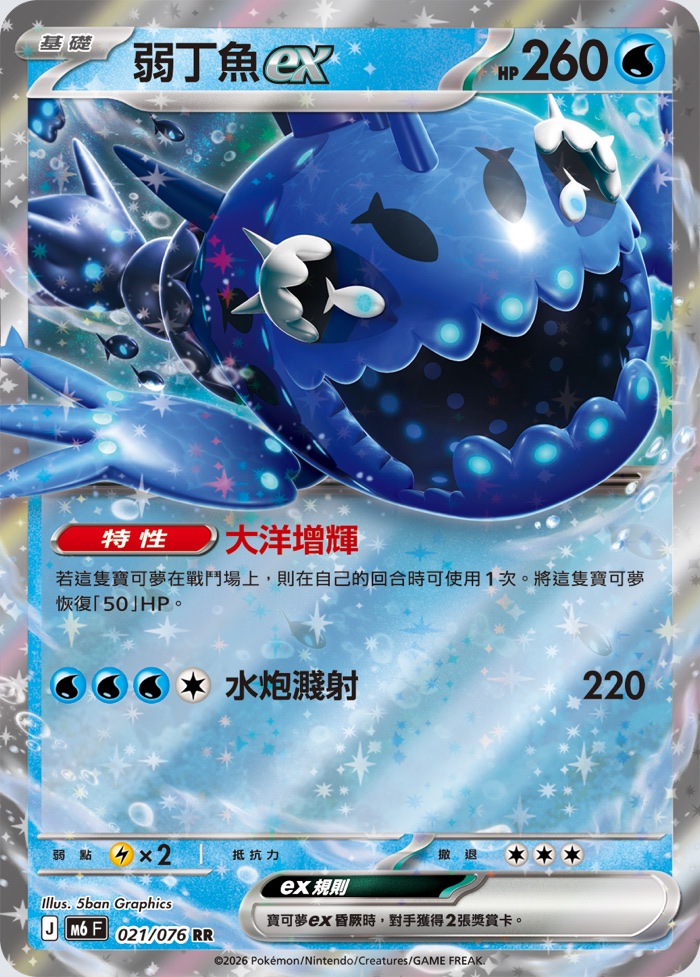 基礎
弱丁魚ex
HP260
特性 大洋增輝
若這隻寶可夢在戰鬥場上，則在自己的回合時可使用1次。將這隻寶可夢
恢復「50」HP。
水炮濺射 220
弱點 ×2 抵抗力 撤退
ex規則
寶可夢ex昏厥時，對手獲得2張獎賞卡。
Illus. 5ban Graphics
J M6 F 021/076 RR
©2026 Pokémon/Nintendo/Creatures/GAME FREAK.